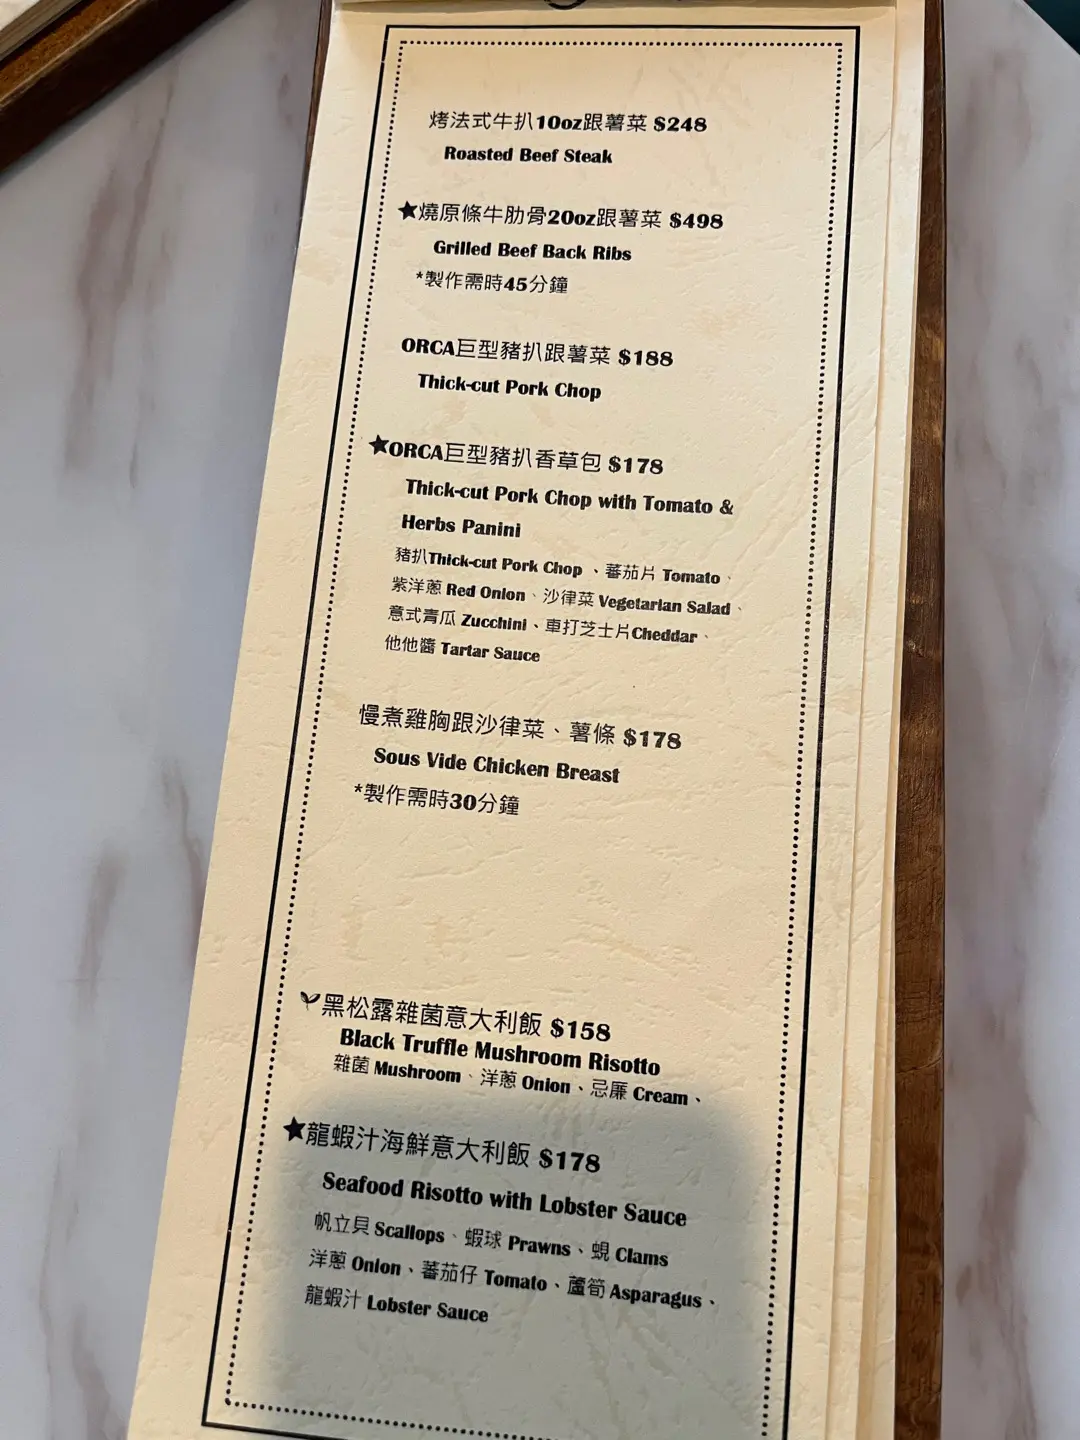 烤法式牛扒10oz跟薯菜 $248
Roasted Beef Steak
★燒原條牛肋骨20oz跟薯菜 $498
Grilled Beef Back Ribs
*製作需時45分鐘
ORCA巨型豬扒跟薯菜 $188
Thick-cut Pork Chop
★ORCA巨型豬扒香草包 $178
Thick-cut Pork Chop with Tomato &
Herbs Panini
豬扒Thick-cut Pork Chop 、蕃茄片 Tomato、
紫洋蔥 Red Onion、沙律菜 Vegetarian Salad、
意式青瓜 Zucchini、車打芝士片Cheddar、
他他醬 Tartar Sauce
慢煮雞胸跟沙律菜、薯條 $178
Sous Vide Chicken Breast
*製作需時30分鐘
黑松露雜菌意大利飯 $158
Black Truffle Mushroom Risotto
雜菌 Mushroom、洋蔥 Onion、忌廉 Cream、
★龍蝦汁海鮮意大利飯 $178
Seafood Risotto with Lobster Sauce
帆立貝 Scallops、蝦球 Prawns、蜆 Clams
洋蔥 Onion、蕃茄仔 Tomato、蘆筍 Asparagus、
龍蝦汁 Lobster Sauce